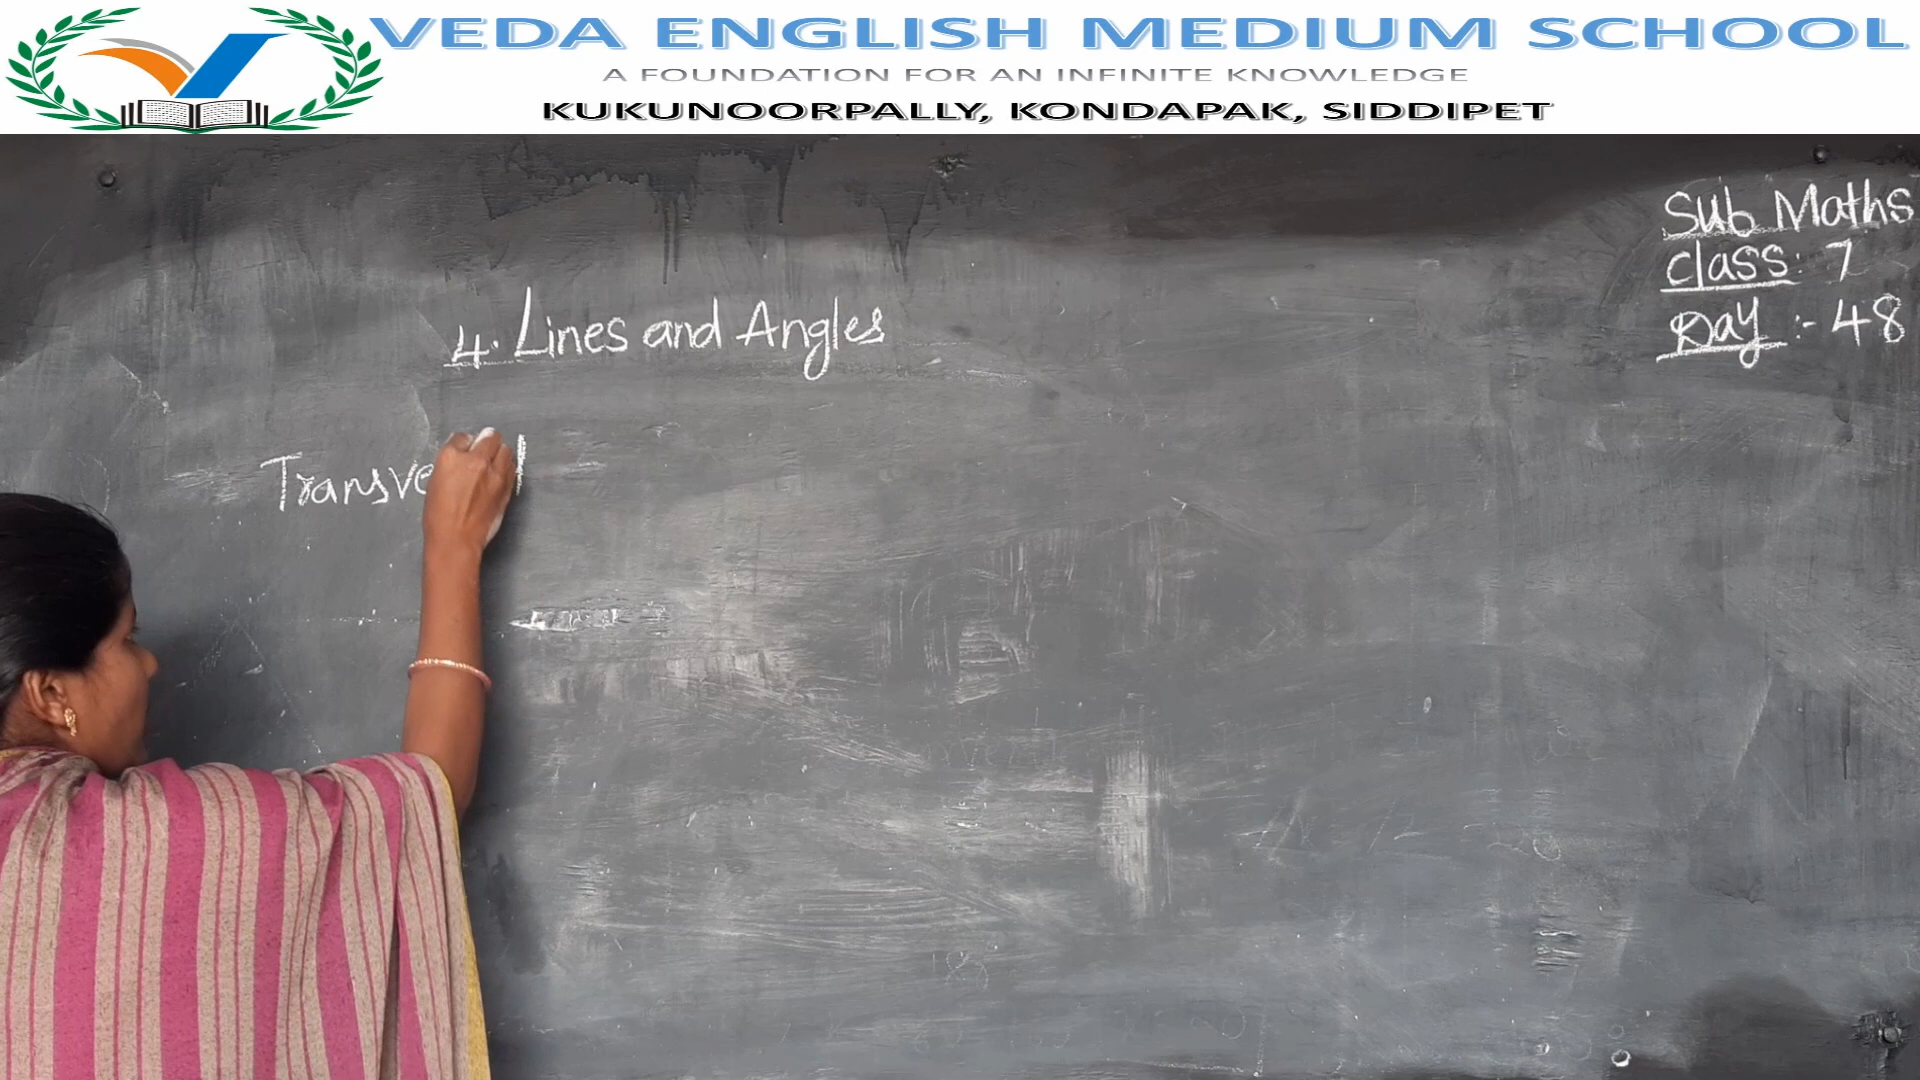 VEDA ENGLISH MEDIUM SCHOOL
A FOUNDATION FOR AN INFINITE KNOWLEDGE
KUKUNOORPALLY, KONDAPAK, SIDDIPET
Sub Maths
Class: 7
Day :- 48
4. Lines and Angles